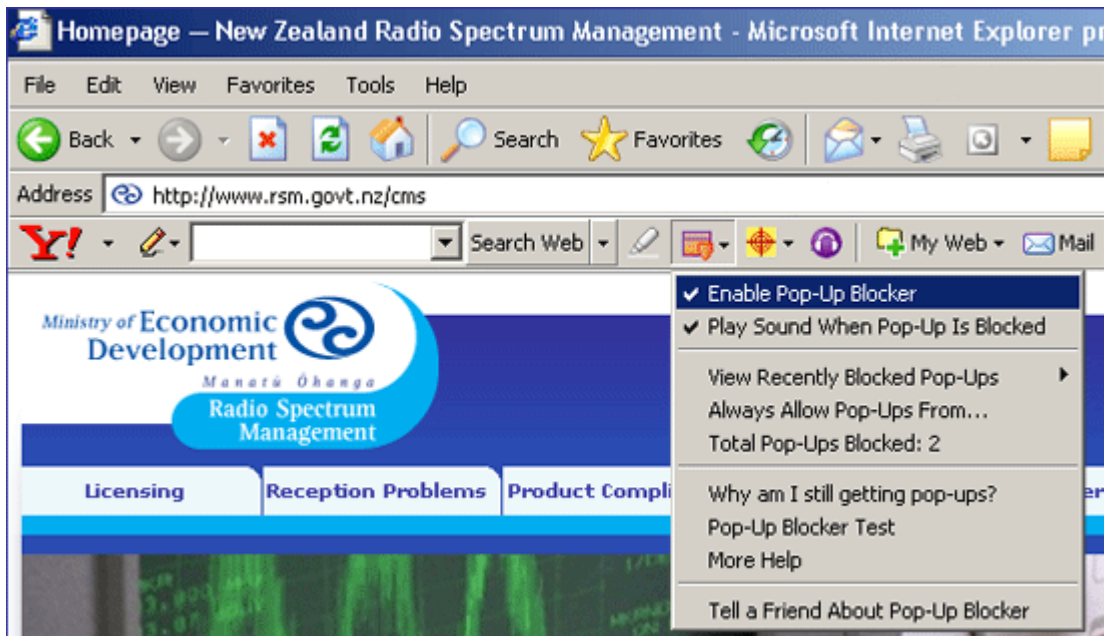 Homepage — New Zealand Radio Spectrum Management - Microsoft Internet Explorer pr
File Edit View Favorites Tools Help
Back Search Favorites
Address http://www.rsm.govt.nz/cms
Y! Search Web My Web Mail
Enable Pop-Up Blocker
Play Sound When Pop-Up Is Blocked
View Recently Blocked Pop-Ups
Always Allow Pop-Ups From...
Total Pop-Ups Blocked: 2
Why am I still getting pop-ups?
Pop-Up Blocker Test
More Help
Tell a Friend About Pop-Up Blocker
Ministry of Economic
Development
Manatū Ōhanga
Radio Spectrum
Management
Licensing Reception Problems Product Compli er